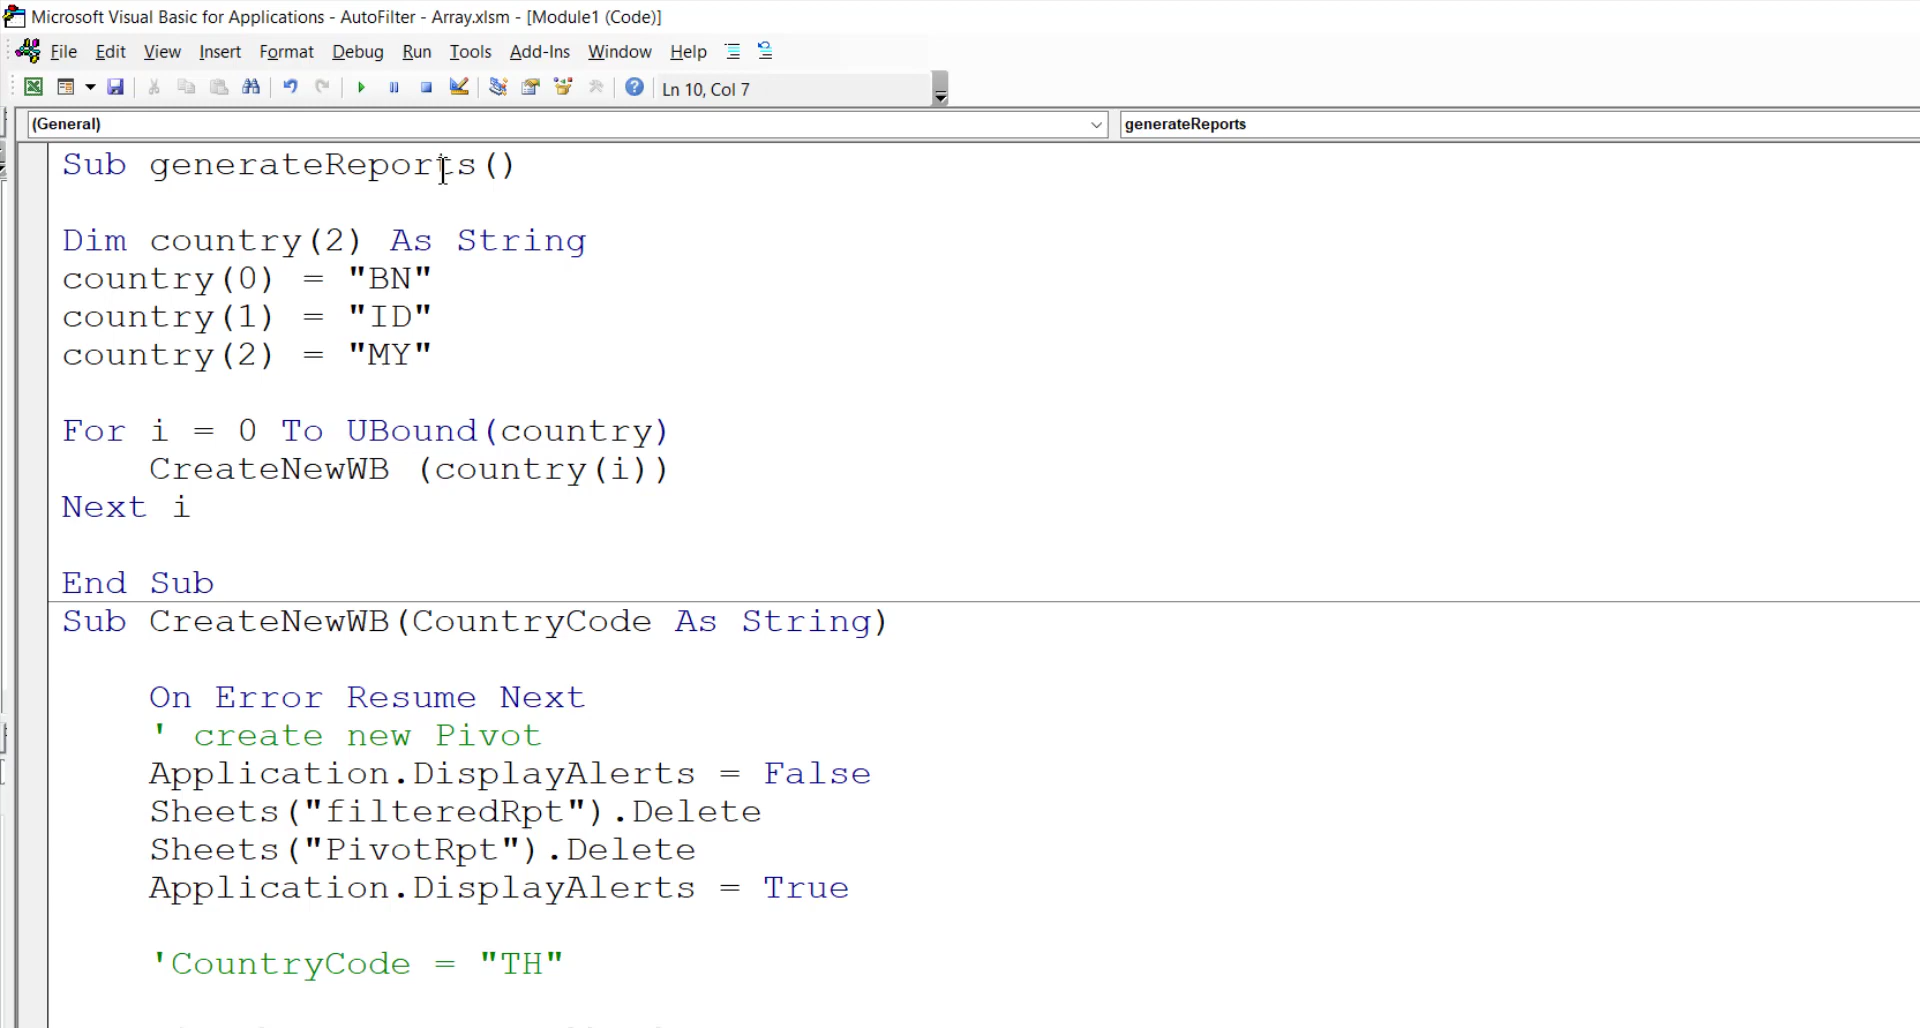 Microsoft Visual Basic for Applications - AutoFilter - Array.xlsm - [Module1 (Code)]
File Edit View Insert Format Debug Run Tools Add-Ins Window Help
Ln 10, Col 7
(General) generateReports
Sub generateReports()
Dim country(2) As String
country(0) = "BN"
country(1) = "ID"
country(2) = "MY"
For i = 0 To UBound(country)
CreateNewWB (country(i))
Next i
End Sub
Sub CreateNewWB(CountryCode As String)
On Error Resume Next
' create new Pivot
Application.DisplayAlerts = False
Sheets("filteredRpt").Delete
Sheets("PivotRpt").Delete
Application.DisplayAlerts = True
'CountryCode = "TH"